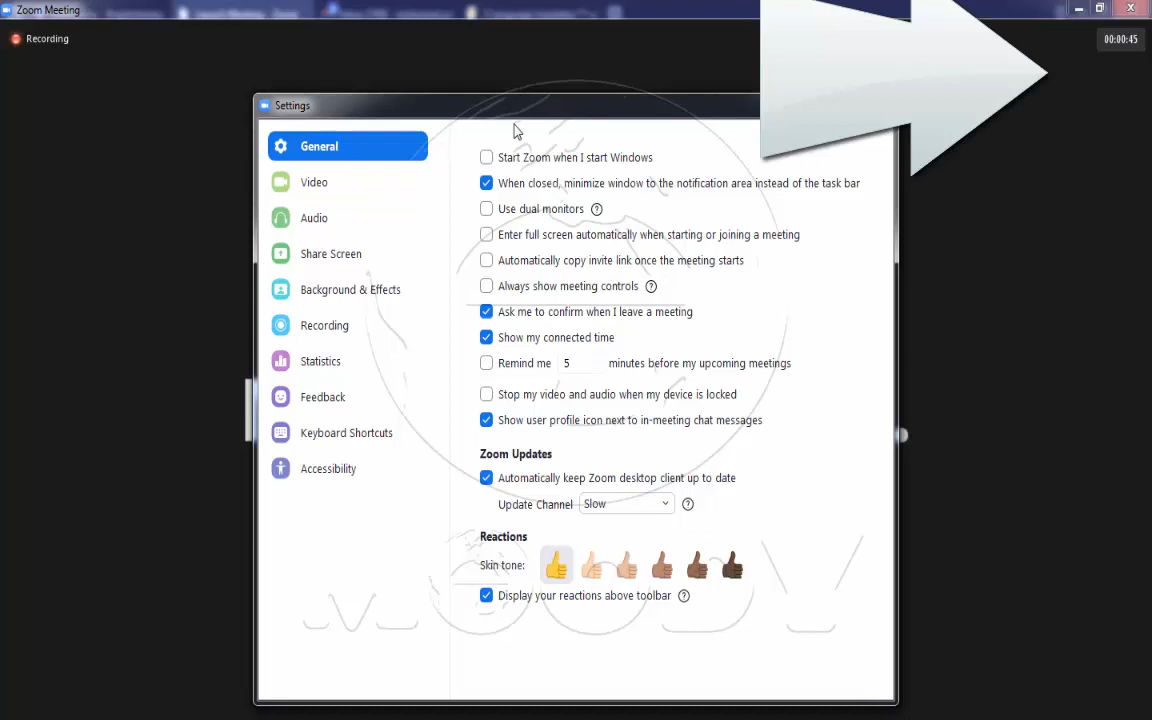 Zoom Meeting
Recording
00:00:45
Settings
General
Video
Audio
Share Screen
Background & Effects
Recording
Statistics
Feedback
Keyboard Shortcuts
Accessibility
Start Zoom when I start Windows
When closed, minimize window to the notification area instead of the task bar
Use dual monitors
Enter full screen automatically when starting or joining a meeting
Automatically copy invite link once the meeting starts
Always show meeting controls
Ask me to confirm when I leave a meeting
Show my connected time
Remind me 5 minutes before my upcoming meetings
Stop my video and audio when my device is locked
Show user profile icon next to in-meeting chat messages
Zoom Updates
Automatically keep Zoom desktop client up to date
Update Channel Slow
Reactions
Skin tone:
Display your reactions above toolbar